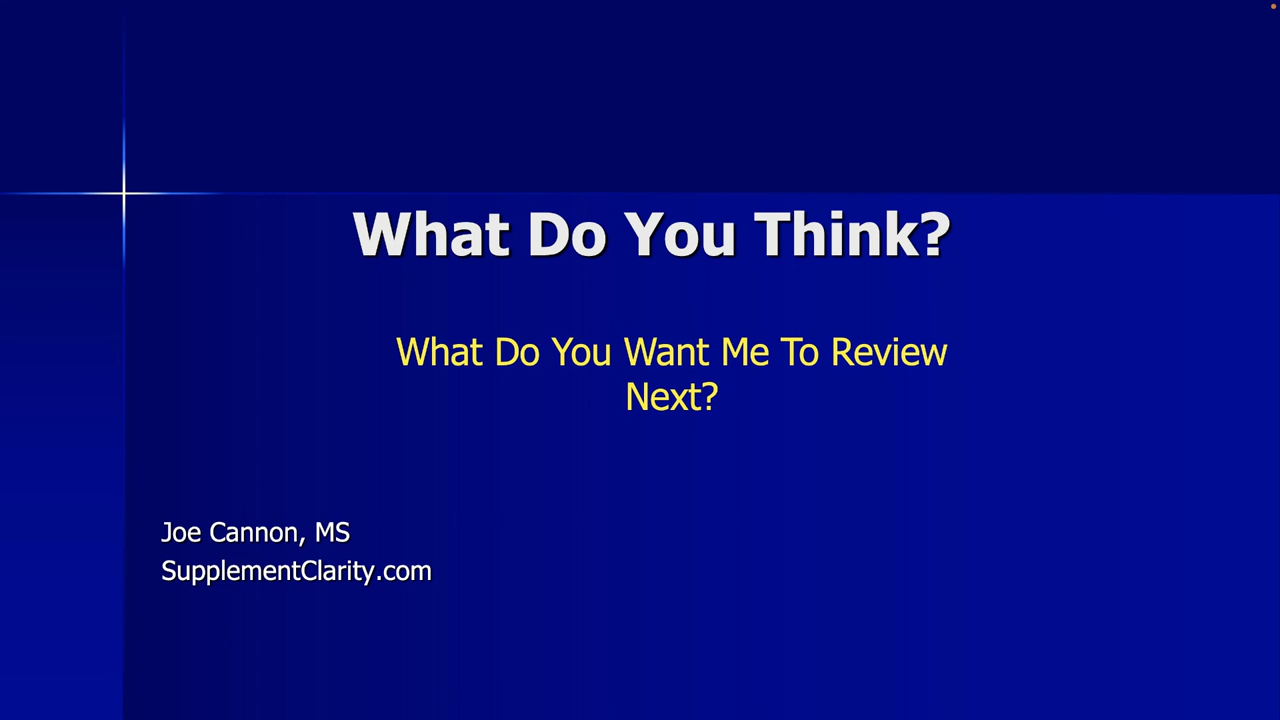 What Do You Think?
What Do You Want Me To Review
Next?
Joe Cannon, MS
SupplementClarity.com